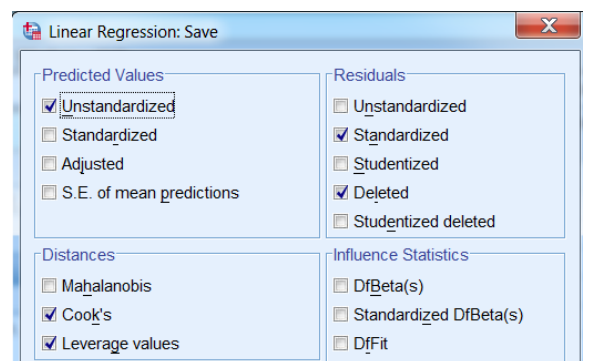 Linear Regression: Save
Predicted Values
Unstandardized
Standardized
Adjusted
S.E. of mean predictions
Residuals
Unstandardized
Standardized
Studentized
Deleted
Studentized deleted
Distances
Mahalanobis
Cook's
Leverage values
Influence Statistics
DfBeta(s)
Standardized DfBeta(s)
DfFit